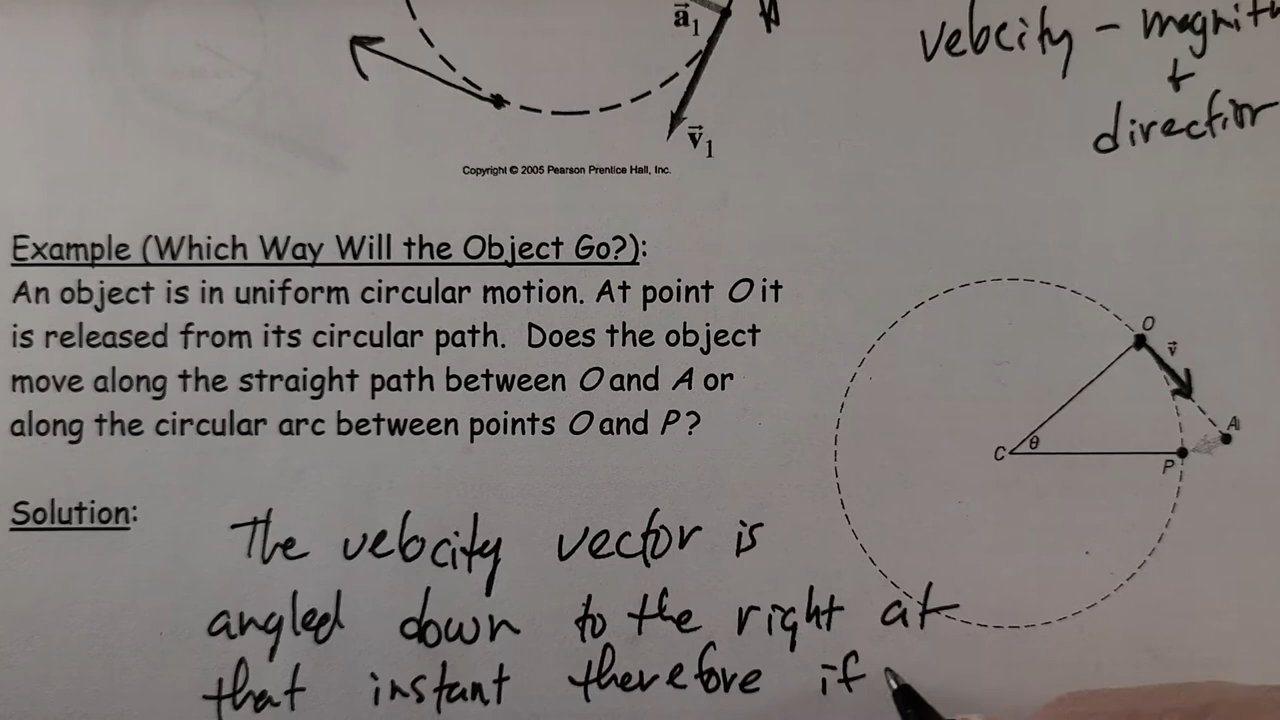 a₁
v₁
velocity - magnitu
+
direction
Copyright © 2005 Pearson Prentice Hall, Inc.
Example (Which Way Will the Object Go?):
An object is in uniform circular motion. At point O it
is released from its circular path. Does the object
move along the straight path between O and A or
along the circular arc between points O and P?
O
v
A
C θ
P
Solution:
The velocity vector is
angled down to the right at
that instant therefore if